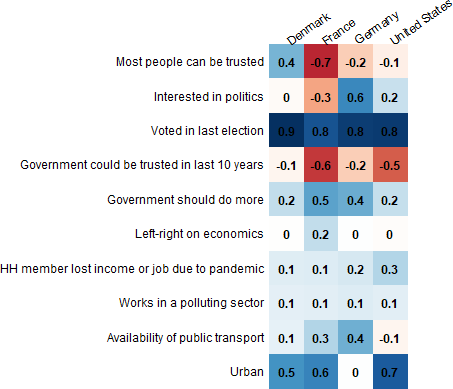 Denmark France Germany United States
Most people can be trusted 0.4 -0.7 -0.2 -0.1
Interested in politics 0 -0.3 0.6 0.2
Voted in last election 0.9 0.8 0.8 0.8
Government could be trusted in last 10 years -0.1 -0.6 -0.2 -0.5
Government should do more 0.2 0.5 0.4 0.2
Left-right on economics 0 0.2 0 0
HH member lost income or job due to pandemic 0.1 0.1 0.2 0.3
Works in a polluting sector 0.1 0.1 0.1 0.1
Availability of public transport 0.1 0.3 0.4 -0.1
Urban 0.5 0.6 0 0.7